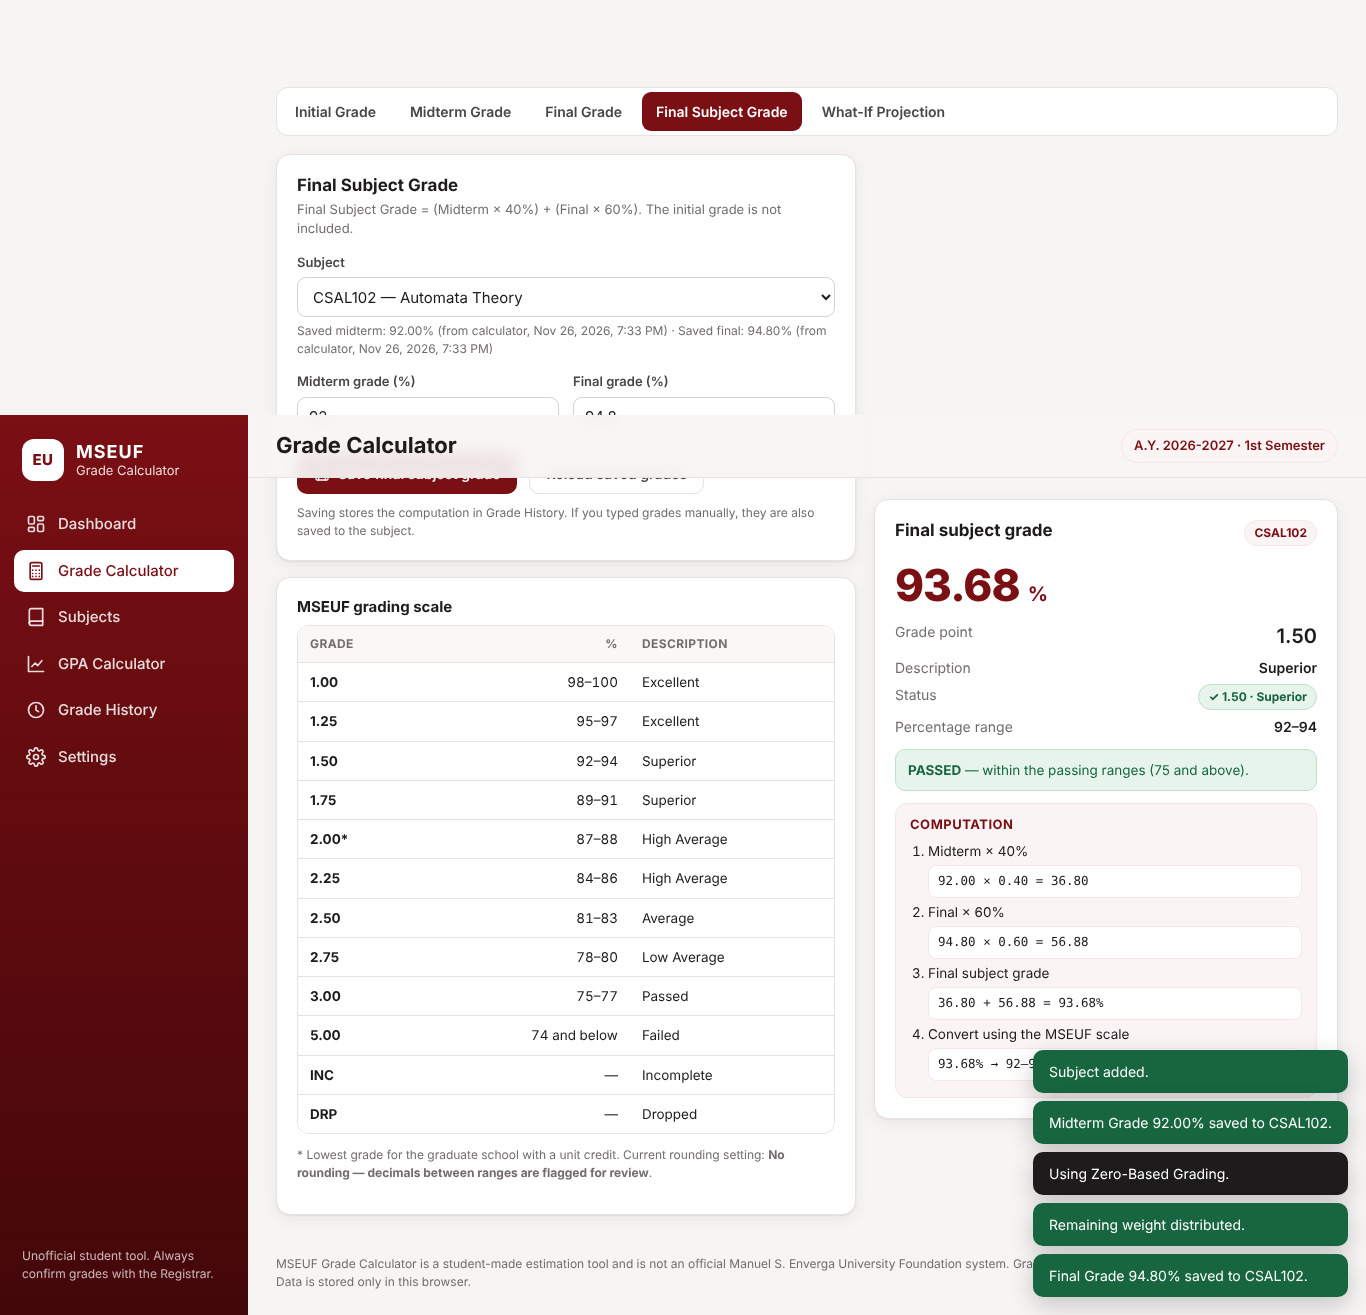 Initial Grade
Midterm Grade
Final Grade
Final Subject Grade
What-If Projection
Final Subject Grade
Final Subject Grade = (Midterm × 40%) + (Final × 60%). The initial grade is not
included.
Subject
CSAL102 — Automata Theory
Saved midterm: 92.00% (from calculator, Nov 26, 2026, 7:33 PM) · Saved final: 94.80% (from
calculator, Nov 26, 2026, 7:33 PM)
Midterm grade (%)
Final grade (%)
EU
MSEUF
Grade Calculator
Grade Calculator
A.Y. 2026-2027 · 1st Semester
Dashboard
Grade Calculator
Subjects
GPA Calculator
Grade History
Settings
Unofficial student tool. Always
confirm grades with the Registrar.
Saving stores the computation in Grade History. If you typed grades manually, they are also
saved to the subject.
MSEUF grading scale
GRADE % DESCRIPTION
1.00 98–100 Excellent
1.25 95–97 Excellent
1.50 92–94 Superior
1.75 89–91 Superior
2.00* 87–88 High Average
2.25 84–86 High Average
2.50 81–83 Average
2.75 78–80 Low Average
3.00 75–77 Passed
5.00 74 and below Failed
INC — Incomplete
DRP — Dropped
* Lowest grade for the graduate school with a unit credit. Current rounding setting: No
rounding — decimals between ranges are flagged for review.
Final subject grade
CSAL102
93.68 %
Grade point 1.50
Description Superior
Status ✓ 1.50 · Superior
Percentage range 92–94
PASSED — within the passing ranges (75 and above).
COMPUTATION
1. Midterm × 40%
92.00 × 0.40 = 36.80
2. Final × 60%
94.80 × 0.60 = 56.88
3. Final subject grade
36.80 + 56.88 = 93.68%
4. Convert using the MSEUF scale
93.68% → 92–9
Subject added.
Midterm Grade 92.00% saved to CSAL102.
Using Zero-Based Grading.
Remaining weight distributed.
Final Grade 94.80% saved to CSAL102.
MSEUF Grade Calculator is a student-made estimation tool and is not an official Manuel S. Enverga University Foundation system.
Data is stored only in this browser.